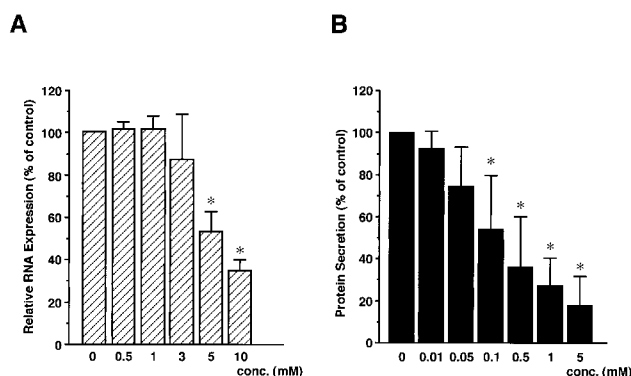 A
B
Relative RNA Expression (% of control)
120
100
80
60
40
20
0
* *
0 0.5 1 3 5 10
conc. (mM)
Protein Secretion (% of control)
120
100
80
60
40
20
0
* * * *
0 0.01 0.05 0.1 0.5 1 5
conc. (mM)